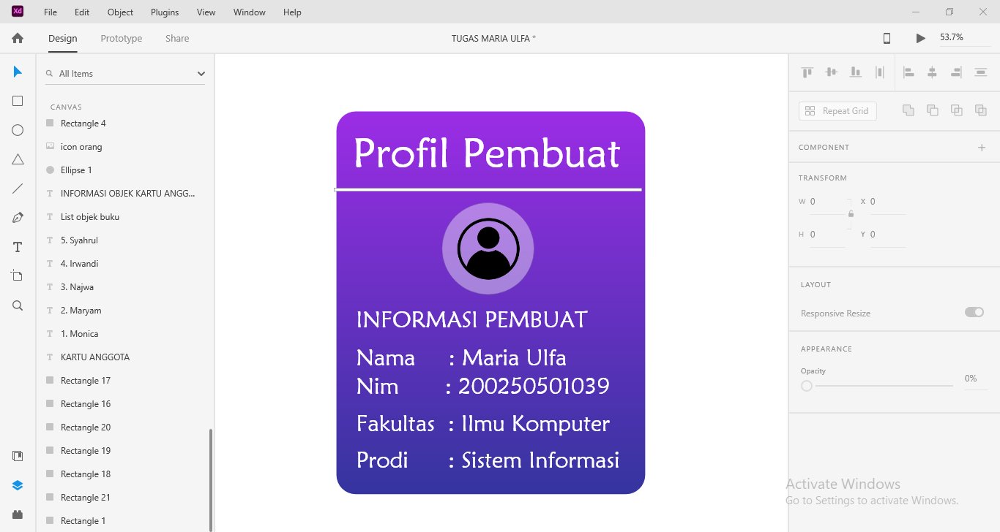 Xd File Edit Object Plugins View Window Help
Design Prototype Share TUGAS MARIA ULFA * 53.7%
All Items
CANVAS
Rectangle 4
icon orang
Ellipse 1
T INFORMASI OBJEK KARTU ANGG...
T List objek buku
T 5. Syahrul
T 4. Irwandi
T 3. Najwa
T 2. Maryam
T 1. Monica
T KARTU ANGGOTA
Rectangle 17
Rectangle 16
Rectangle 20
Rectangle 19
Rectangle 18
Rectangle 21
Rectangle 1
Profil Pembuat
INFORMASI PEMBUAT
Nama : Maria Ulfa
Nim : 200250501039
Fakultas : Ilmu Komputer
Prodi : Sistem Informasi
Repeat Grid
COMPONENT +
TRANSFORM
W 0 X 0
H 0 Y 0
LAYOUT
Responsive Resize
APPEARANCE
Opacity
0%
Activate Windows
Go to Settings to activate Windows.